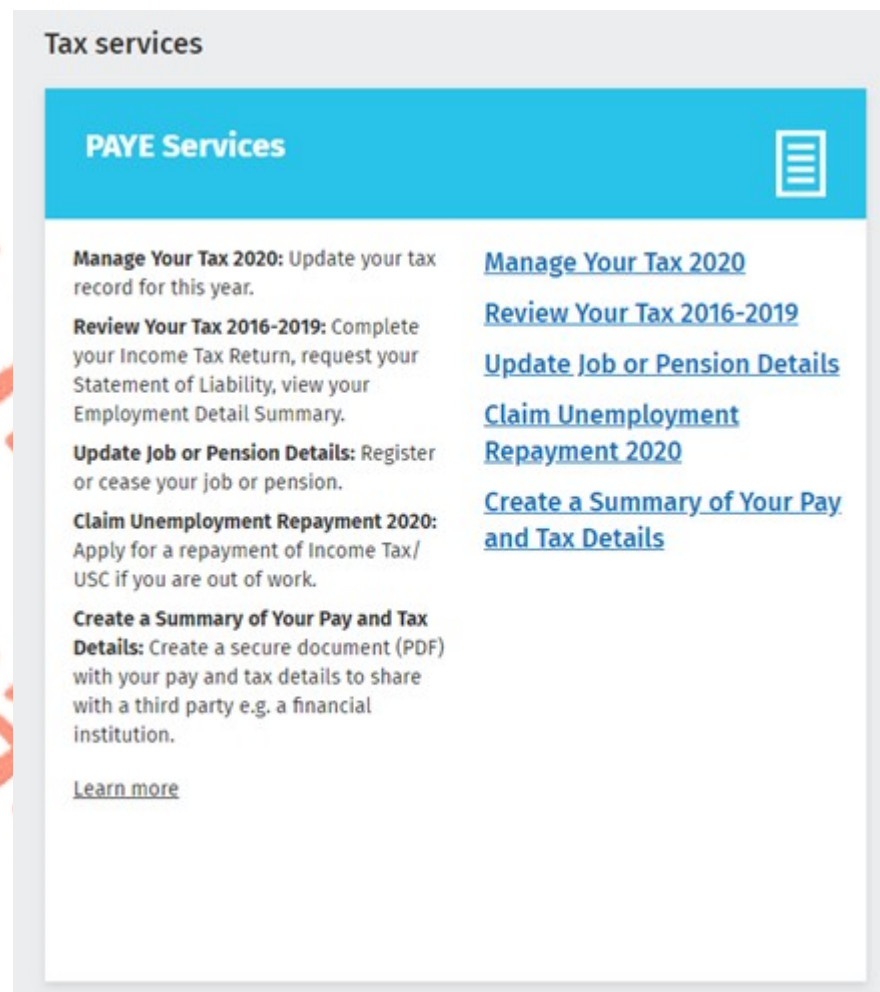 Tax services
PAYE Services
Manage Your Tax 2020: Update your tax
record for this year.
Review Your Tax 2016-2019: Complete
your Income Tax Return, request your
Statement of Liability, view your
Employment Detail Summary.
Update Job or Pension Details: Register
or cease your job or pension.
Claim Unemployment Repayment 2020:
Apply for a repayment of Income Tax/
USC if you are out of work.
Create a Summary of Your Pay and Tax
Details: Create a secure document (PDF)
with your pay and tax details to share
with a third party e.g. a financial
institution.
Learn more
Manage Your Tax 2020
Review Your Tax 2016-2019
Update Job or Pension Details
Claim Unemployment
Repayment 2020
Create a Summary of Your Pay
and Tax Details